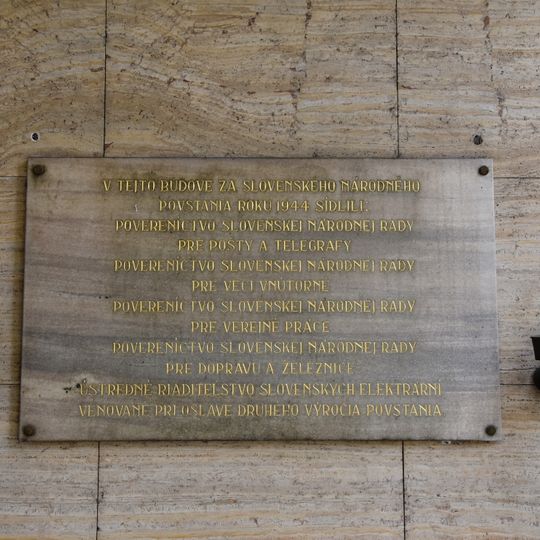 V TEJTO BUDOVE ZA SLOVENSKÉHO NÁRODNÉHO
POVSTANIA ROKU 1944 SÍDLILI:
POVERENÍCTVO SLOVENSKEJ NÁRODNEJ RADY
PRE POŠTY A TELEGRAFY
POVERENÍCTVO SLOVENSKEJ NÁRODNEJ RADY
PRE VECI VNÚTORNÉ
POVERENÍCTVO SLOVENSKEJ NÁRODNEJ RADY
PRE VEREJNÉ PRÁCE
POVERENÍCTVO SLOVENSKEJ NÁRODNEJ RADY
PRE DOPRAVU A ŽELEZNICE
ÚSTREDNÉ RIADITEĽSTVO SLOVENSKÝCH ELEKTRÁRNÍ
VENOVANÉ PRI OSLAVE DRUHÉHO VÝROČIA POVSTANIA